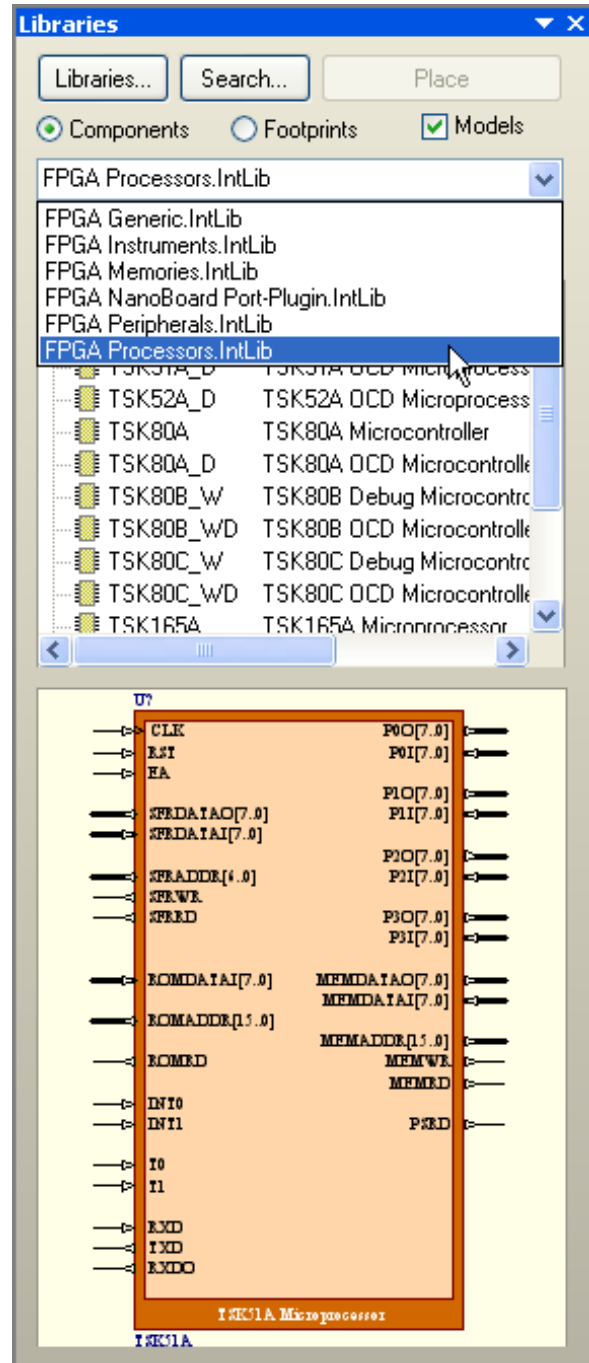 Libraries
Libraries... Search... Place
Components Footprints Models
FPGA Processors.IntLib
FPGA Generic.IntLib
FPGA Instruments.IntLib
FPGA Memories.IntLib
FPGA NanoBoard Port-Plugin.IntLib
FPGA Peripherals.IntLib
FPGA Processors.IntLib
TSK51A_D TSK51A OCD Microprocess
TSK52A_D TSK52A OCD Microprocess
TSK80A TSK80A Microcontroller
TSK80A_D TSK80A OCD Microcontrolle
TSK80B_W TSK80B Debug Microcontrc
TSK80B_WD TSK80B OCD Microcontrolle
TSK80C_W TSK80C Debug Microcontrc
TSK80C_WD TSK80C OCD Microcontrolle
TSK165A TSK165A Microprocessor
U?
CLK P0O[7..0]
RST P0I[7..0]
EA
P1O[7..0]
SFRDATAO[7..0] P1I[7..0]
SFRDATAI[7..0]
P2O[7..0]
SFRADDR[6..0] P2I[7..0]
SFRWR
SFRRD P3O[7..0]
P3I[7..0]
ROMDATAI[7..0] MEMDATAO[7..0]
MEMDATAI[7..0]
ROMADDR[15..0]
MEMADDR[15..0]
ROMRD MEMWR
MEMRD
INT0
INT1 PSRD
T0
T1
RXD
TXD
RXDO
TSK51A Microprocessor
TSK51A